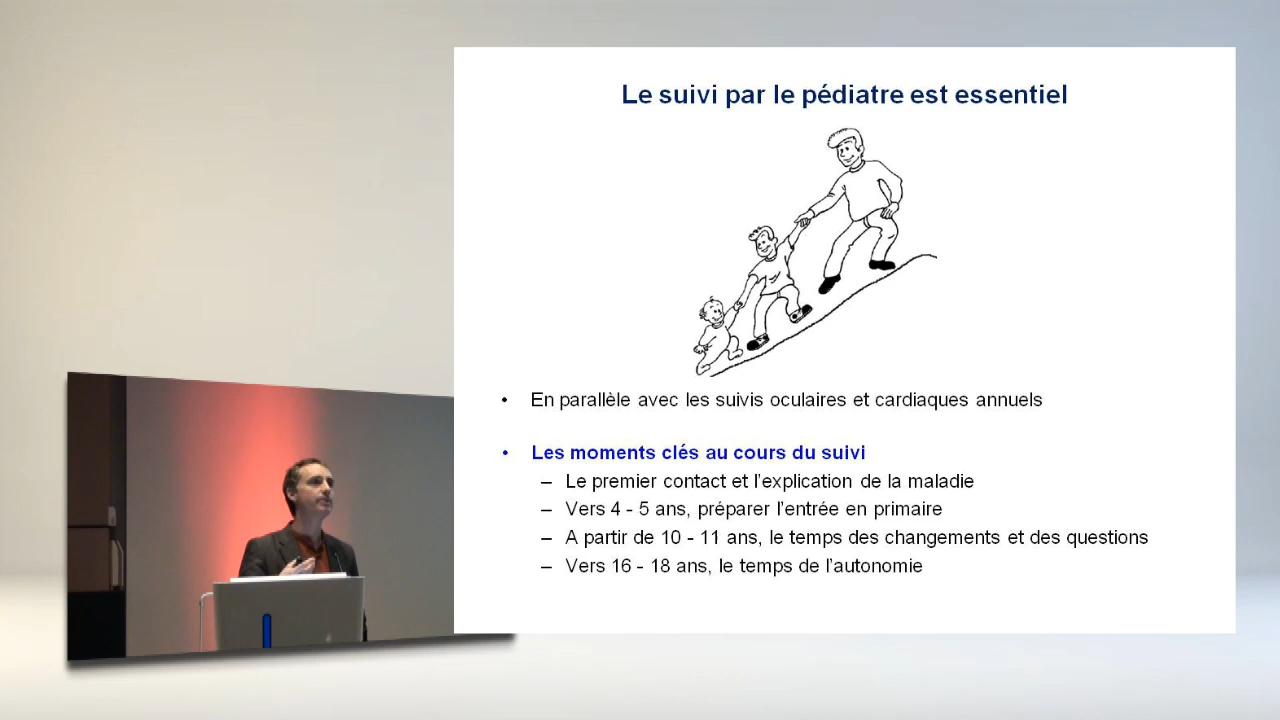 Le suivi par le pédiatre est essentiel
• En parallèle avec les suivis oculaires et cardiaques annuels
• Les moments clés au cours du suivi
– Le premier contact et l'explication de la maladie
– Vers 4 - 5 ans, préparer l'entrée en primaire
– A partir de 10 - 11 ans, le temps des changements et des questions
– Vers 16 - 18 ans, le temps de l'autonomie